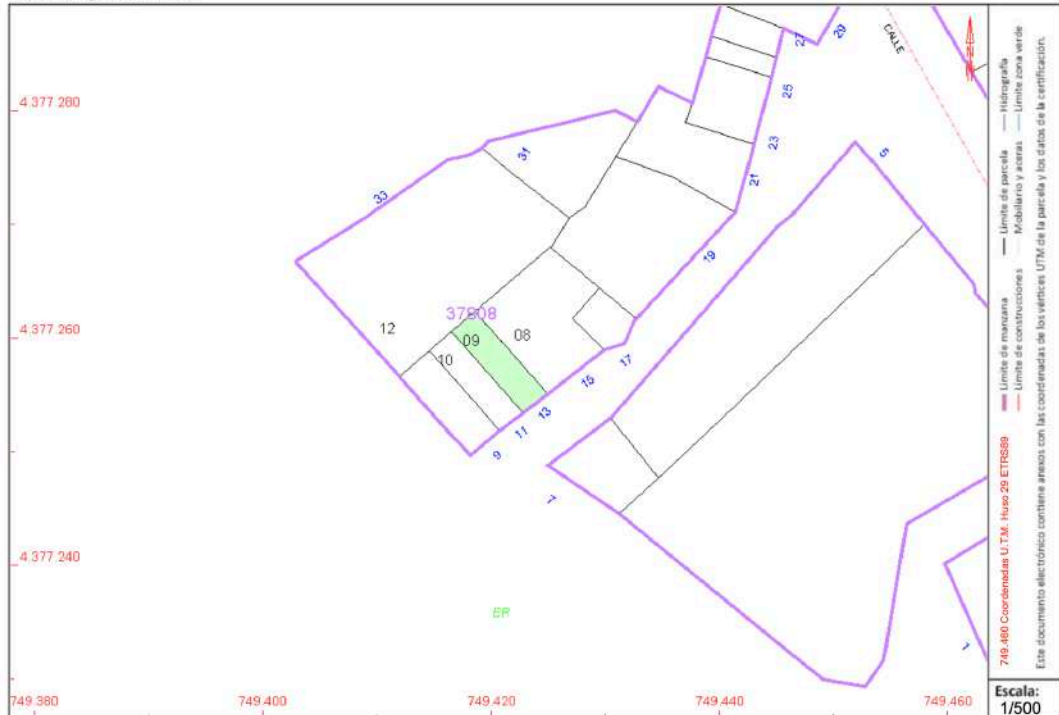 27
29
CALLE
25
23
21
4.377.280
31
33
5
19
37908
4.377.260
12
09
08
10
17
15
13
11
9
7
4.377.240
BR
1
749.380
749.400
749.420
749.440
749.460
Límite de manzana
Límite de parcela
Hidrografía
Límite de construcciones
Mobiliario y aceras
Límite zona verde
749.460 Coordenadas U.T.M. Huso 29 ETRS89
Este documento electrónico contiene anexos con las coordenadas de los vértices UTM de la parcela y los datos de la certificación.
Escala:
1/500